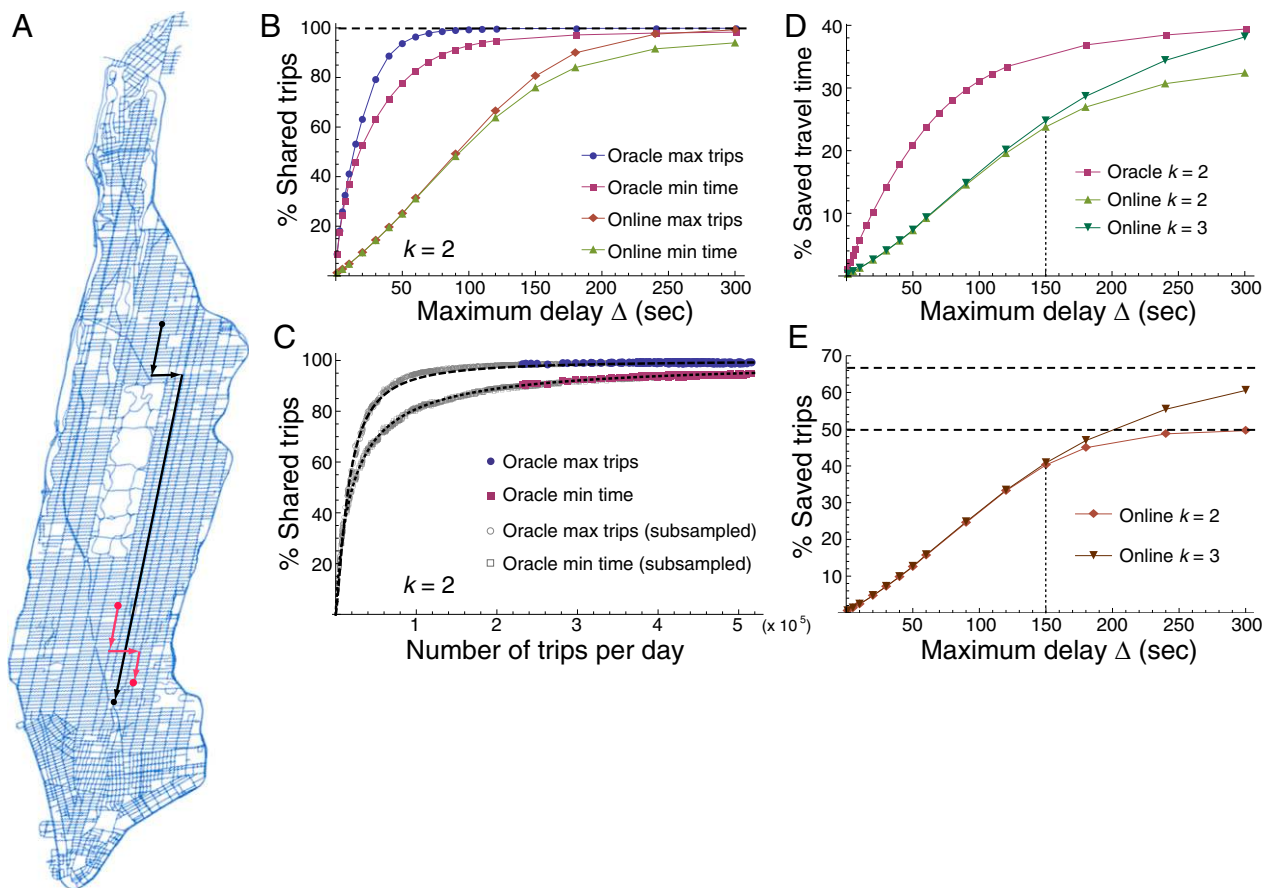 A
B
100
80
60
40
20
% Shared trips
Oracle max trips
Oracle min time
Online max trips
Online min time
k = 2
50 100 150 200 250 300
Maximum delay Δ (sec)
C
100
80
60
40
20
% Shared trips
Oracle max trips
Oracle min time
Oracle max trips (subsampled)
Oracle min time (subsampled)
k = 2
1 2 3 4 5 (x 10⁵)
Number of trips per day
D
40
30
20
10
% Saved travel time
Oracle k = 2
Online k = 2
Online k = 3
50 100 150 200 250 300
Maximum delay Δ (sec)
E
70
60
50
40
30
20
10
% Saved trips
Online k = 2
Online k = 3
50 100 150 200 250 300
Maximum delay Δ (sec)